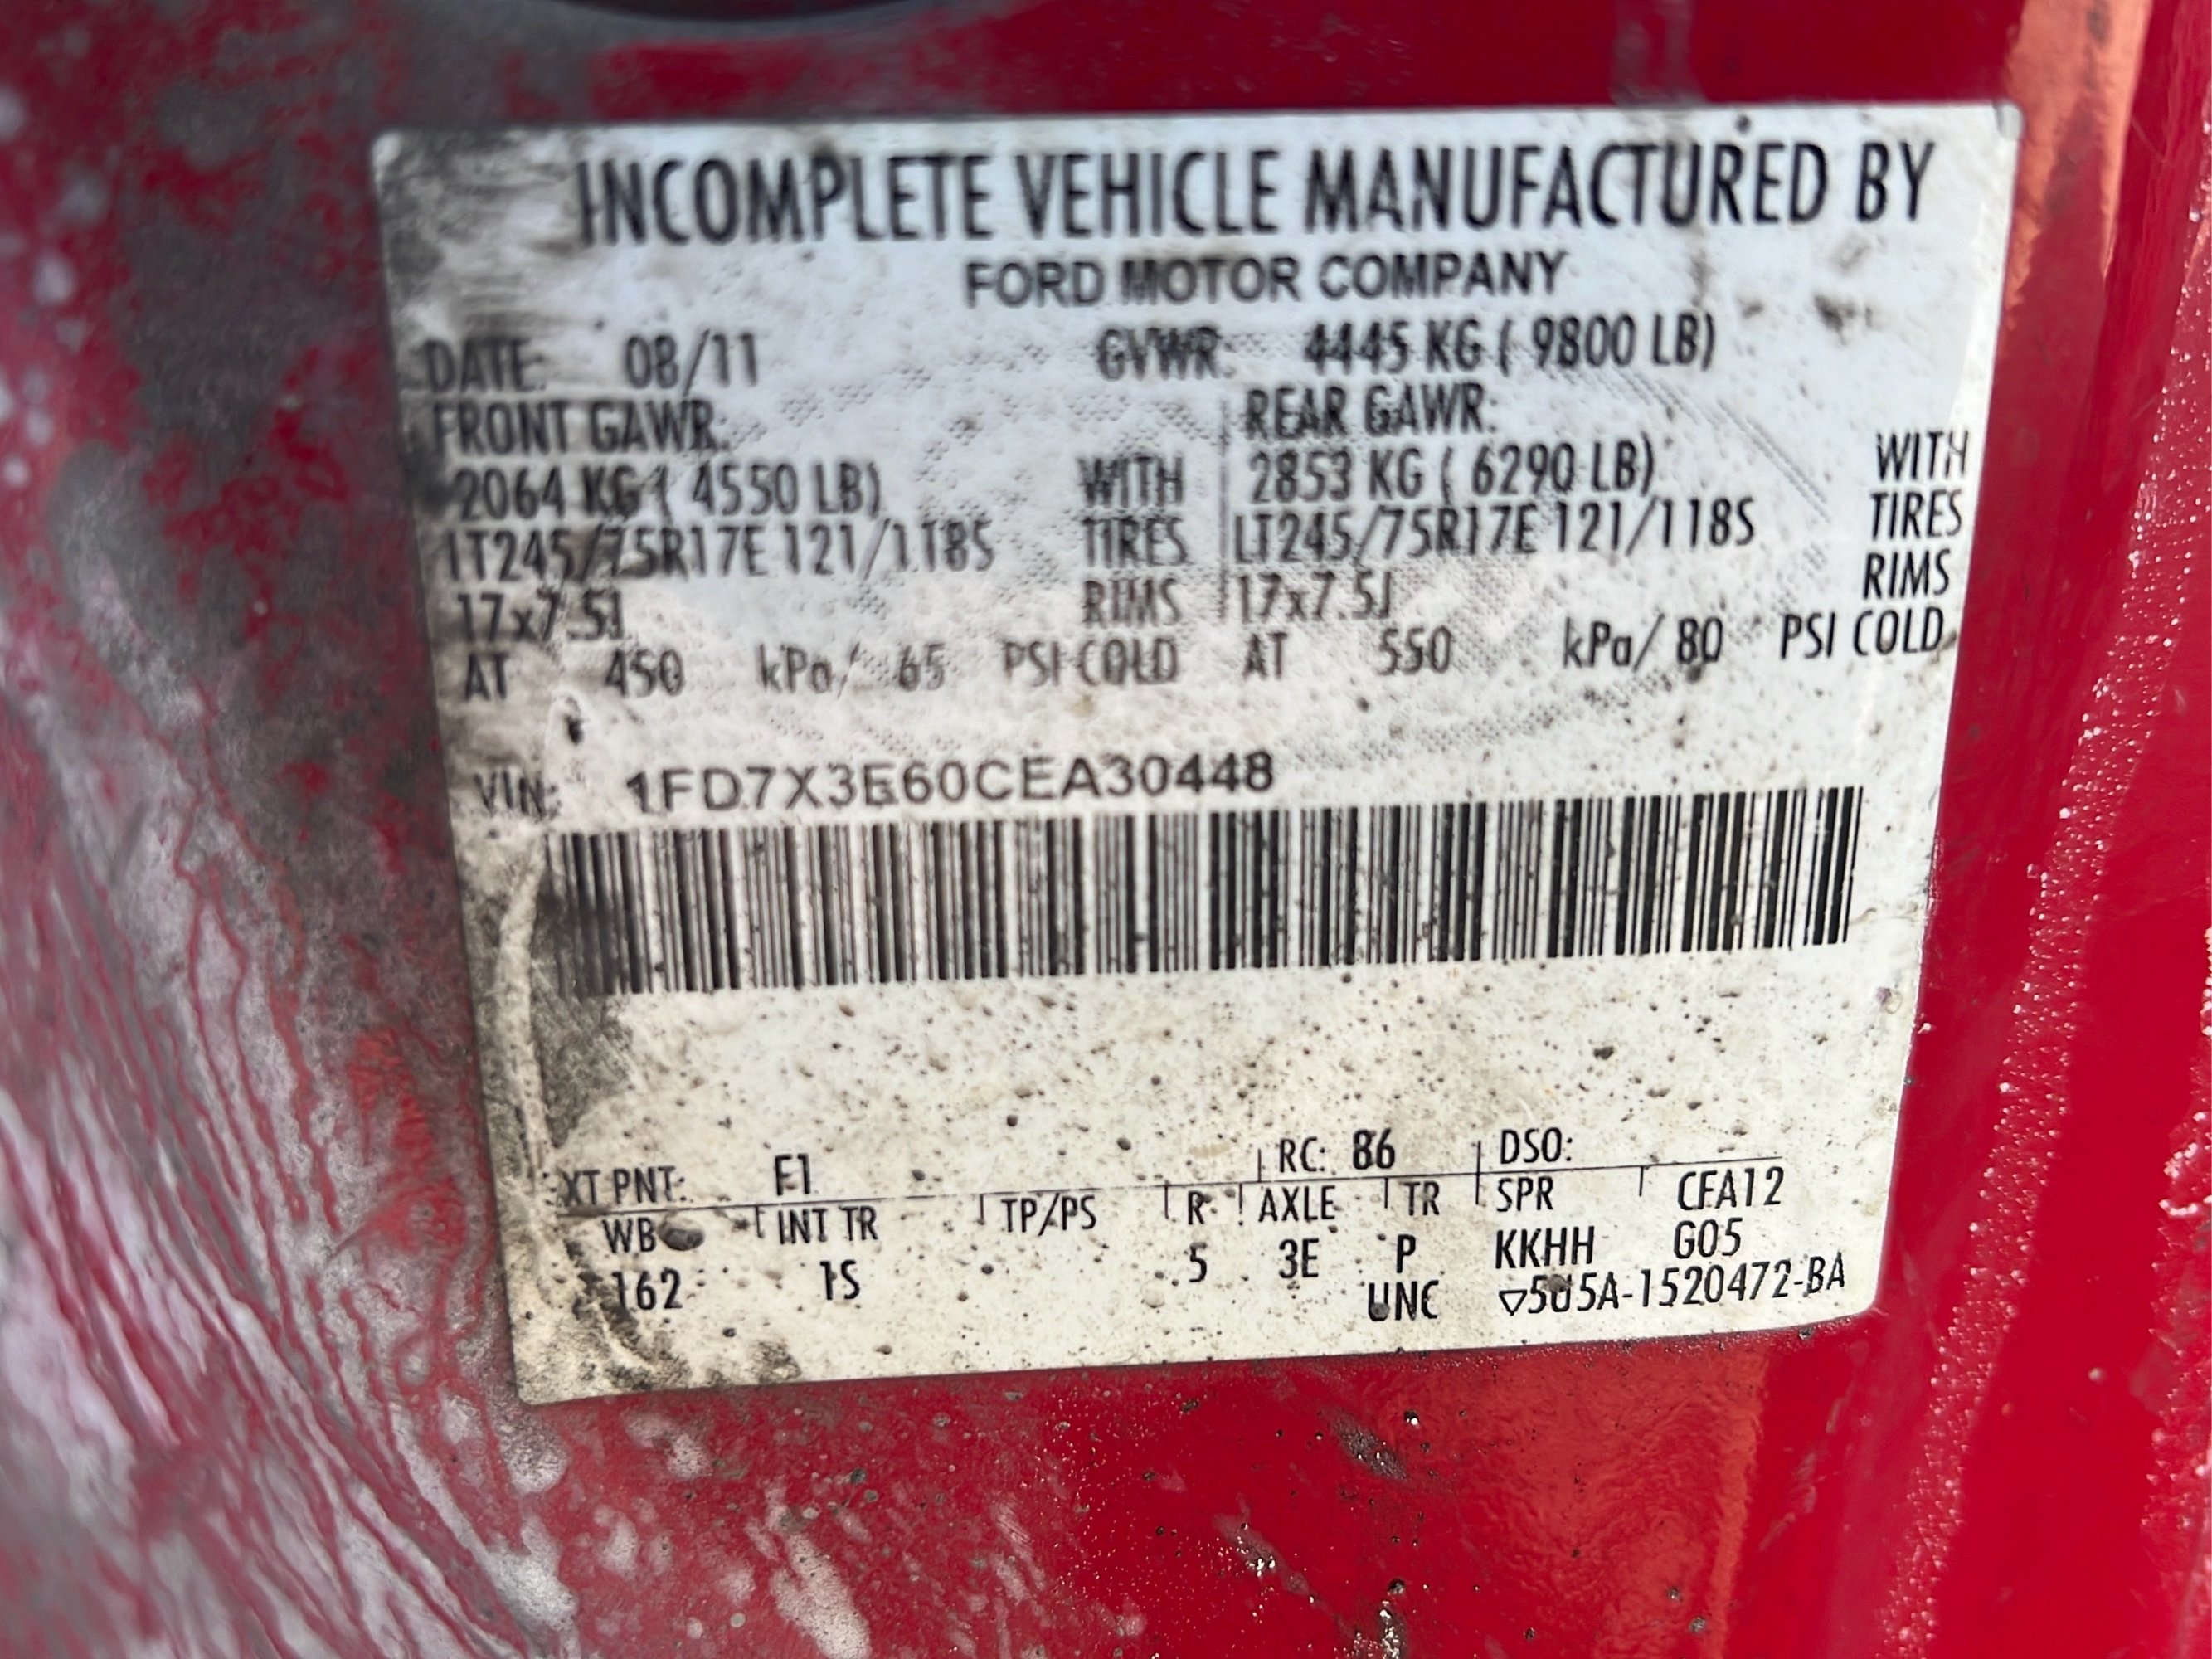 INCOMPLETE VEHICLE MANUFACTURED BY
FORD MOTOR COMPANY
DATE: 08/11 GVWR: 4445 KG ( 9800 LB)
FRONT GAWR: REAR GAWR:
2064 KG ( 4550 LB) WITH 2853 KG ( 6290 LB) WITH
LT245/75R17E 121/118S TIRES LT245/75R17E 121/118S TIRES
17x7.5J RIMS 17x7.5J RIMS
AT 450 kPa/ 65 PSI COLD AT 550 kPa/ 80 PSI COLD
VIN: 1FD7X3E60CEA30448
EXT PNT: F1 RC: 86 DSO:
WB INT TR TP/PS R AXLE TR SPR CFA12
162 1S 5 3E P KKHH G05
UNC ▽5U5A-1520472-BA